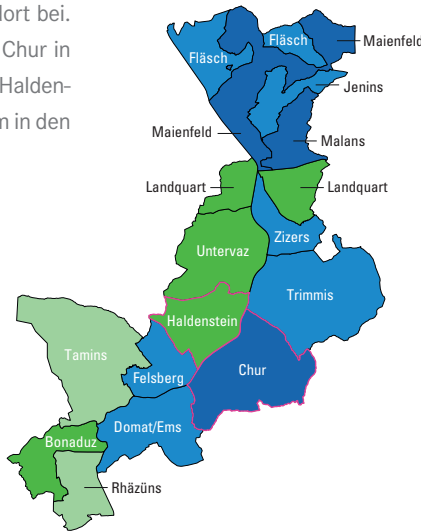 lort bei.
Chur in
Halden-
n in den
Fläsch
Fläsch
Maienfeld
Jenins
Maienfeld
Malans
Landquart
Landquart
Zizers
Untervaz
Trimmis
Haldenstein
Tamins
Chur
Felsberg
Domat/Ems
Bonaduz
Rhäzüns